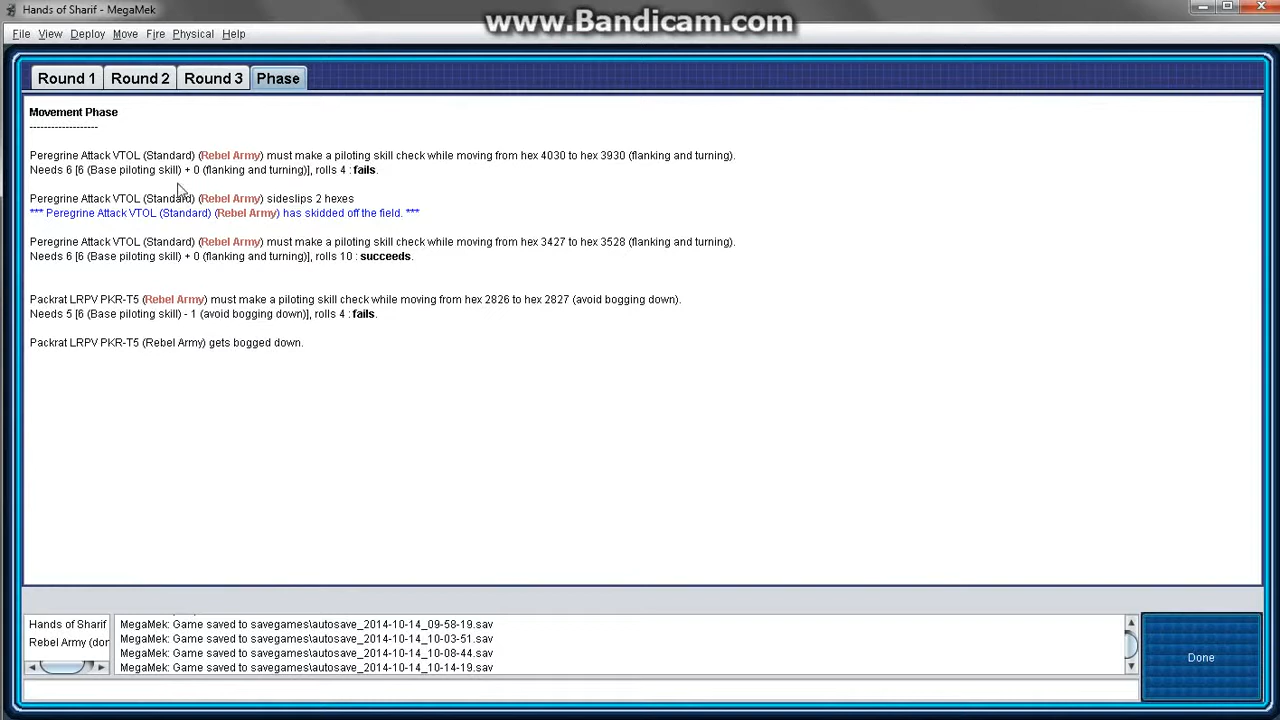 Hands of Sharif - MegaMek
www.Bandicam.com
File View Deploy Move Fire Physical Help
Round 1 Round 2 Round 3 Phase
Movement Phase
-------------------
Peregrine Attack VTOL (Standard) (Rebel Army) must make a piloting skill check while moving from hex 4030 to hex 3930 (flanking and turning).
Needs 6 [6 (Base piloting skill) + 0 (flanking and turning)], rolls 4 : fails.
Peregrine Attack VTOL (Standard) (Rebel Army) sideslips 2 hexes
*** Peregrine Attack VTOL (Standard) (Rebel Army) has skidded off the field. ***
Peregrine Attack VTOL (Standard) (Rebel Army) must make a piloting skill check while moving from hex 3427 to hex 3528 (flanking and turning).
Needs 6 [6 (Base piloting skill) + 0 (flanking and turning)], rolls 10 : succeeds.
Packrat LRPV PKR-T5 (Rebel Army) must make a piloting skill check while moving from hex 2826 to hex 2827 (avoid bogging down).
Needs 5 [6 (Base piloting skill) - 1 (avoid bogging down)], rolls 4 : fails.
Packrat LRPV PKR-T5 (Rebel Army) gets bogged down.
Hands of Sharif
Rebel Army (dor
MegaMek: Game saved to savegames\autosave_2014-10-14_09-58-19.sav
MegaMek: Game saved to savegames\autosave_2014-10-14_10-03-51.sav
MegaMek: Game saved to savegames\autosave_2014-10-14_10-08-44.sav
MegaMek: Game saved to savegames\autosave_2014-10-14_10-14-19.sav
Done